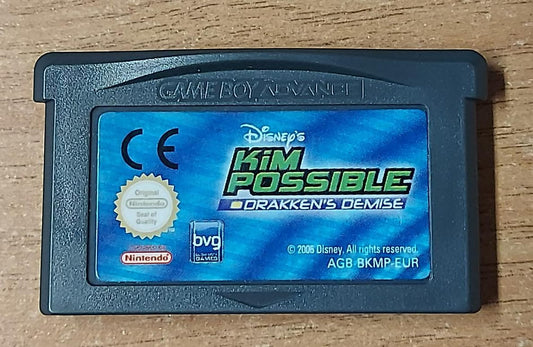 GAME BOY ADVANCE
CE
Disney's
KiM
POSSIBLE
DRAKKEN'S DEMISE
Original
Nintendo
Seal of
Quality
Nintendo
bvg
GAMES
© 2005 Disney. All rights reserved.
AGB-BKMP-EUR